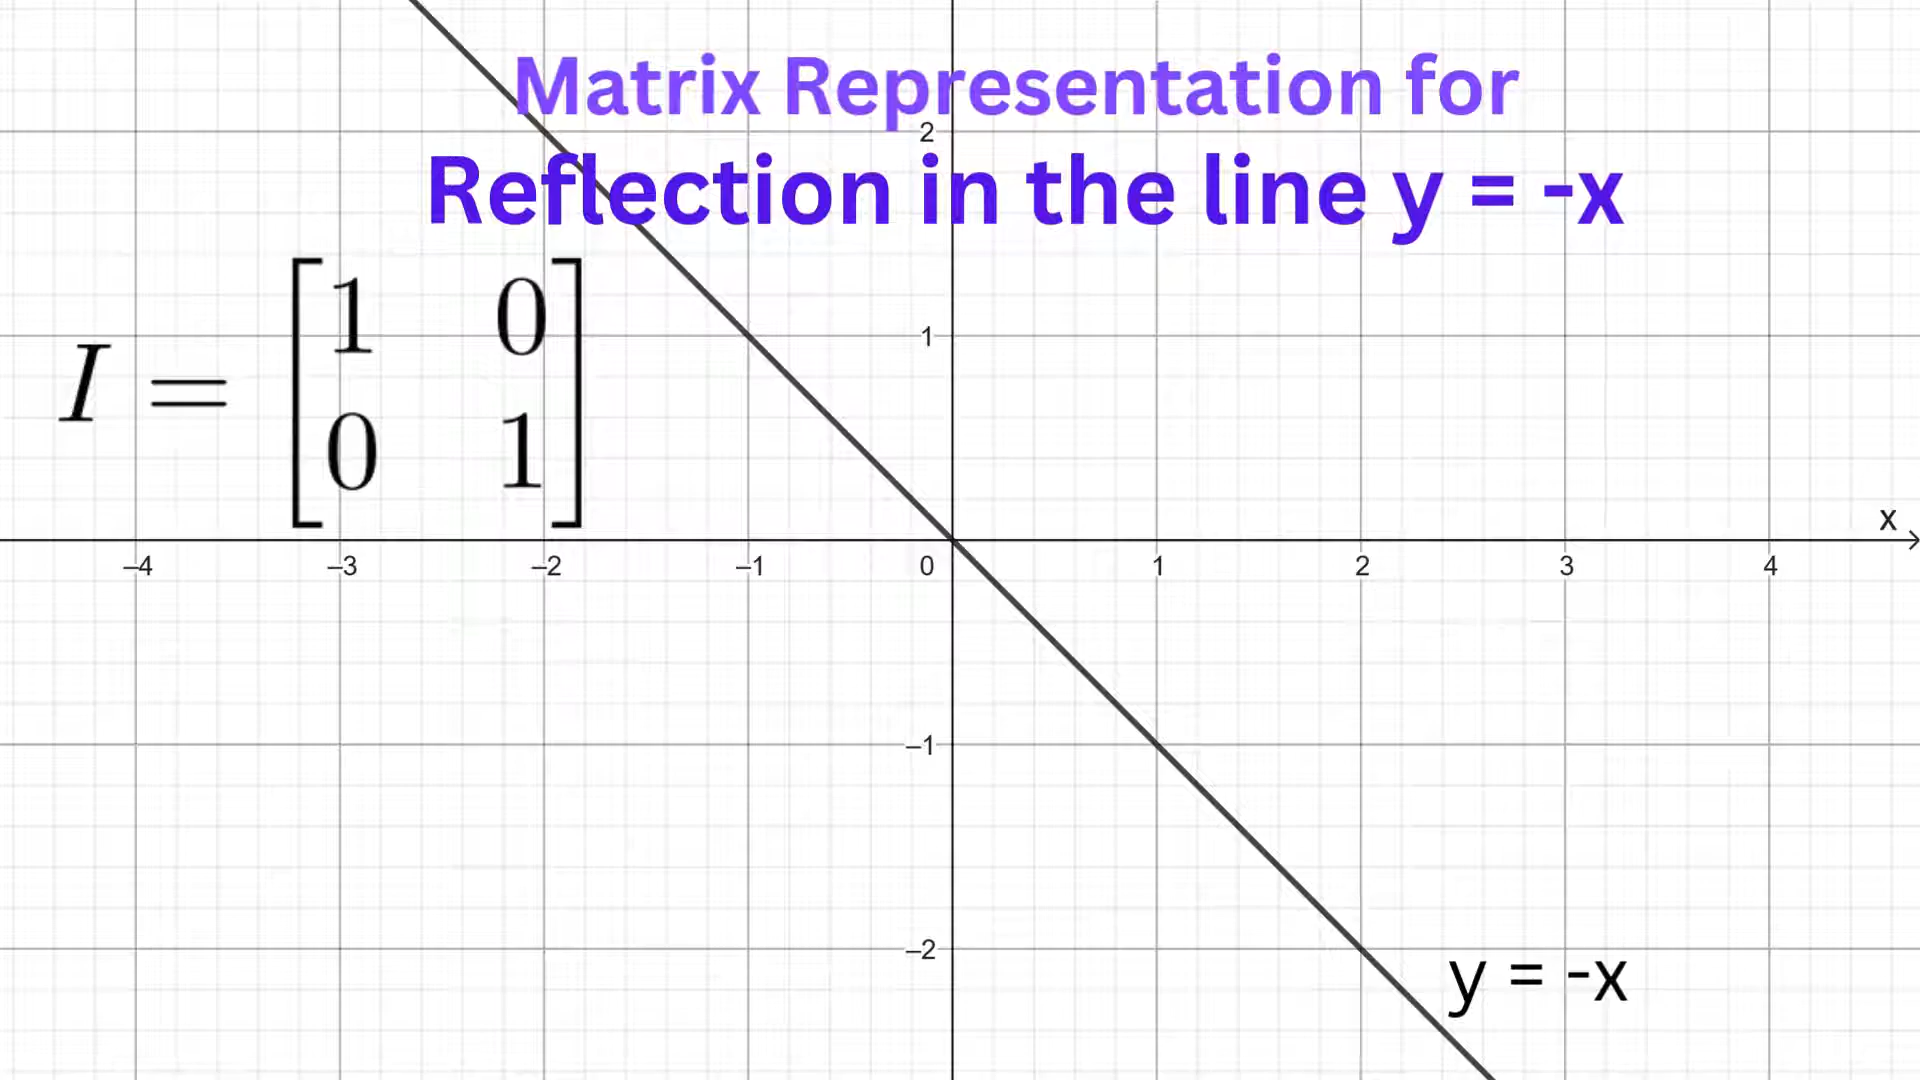 Matrix Representation for
Reflection in the line y = -x
I = [1 0
0 1]
2
1
x
–4 –3 –2 –1 0 1 2 3 4
–1
–2
y = -x